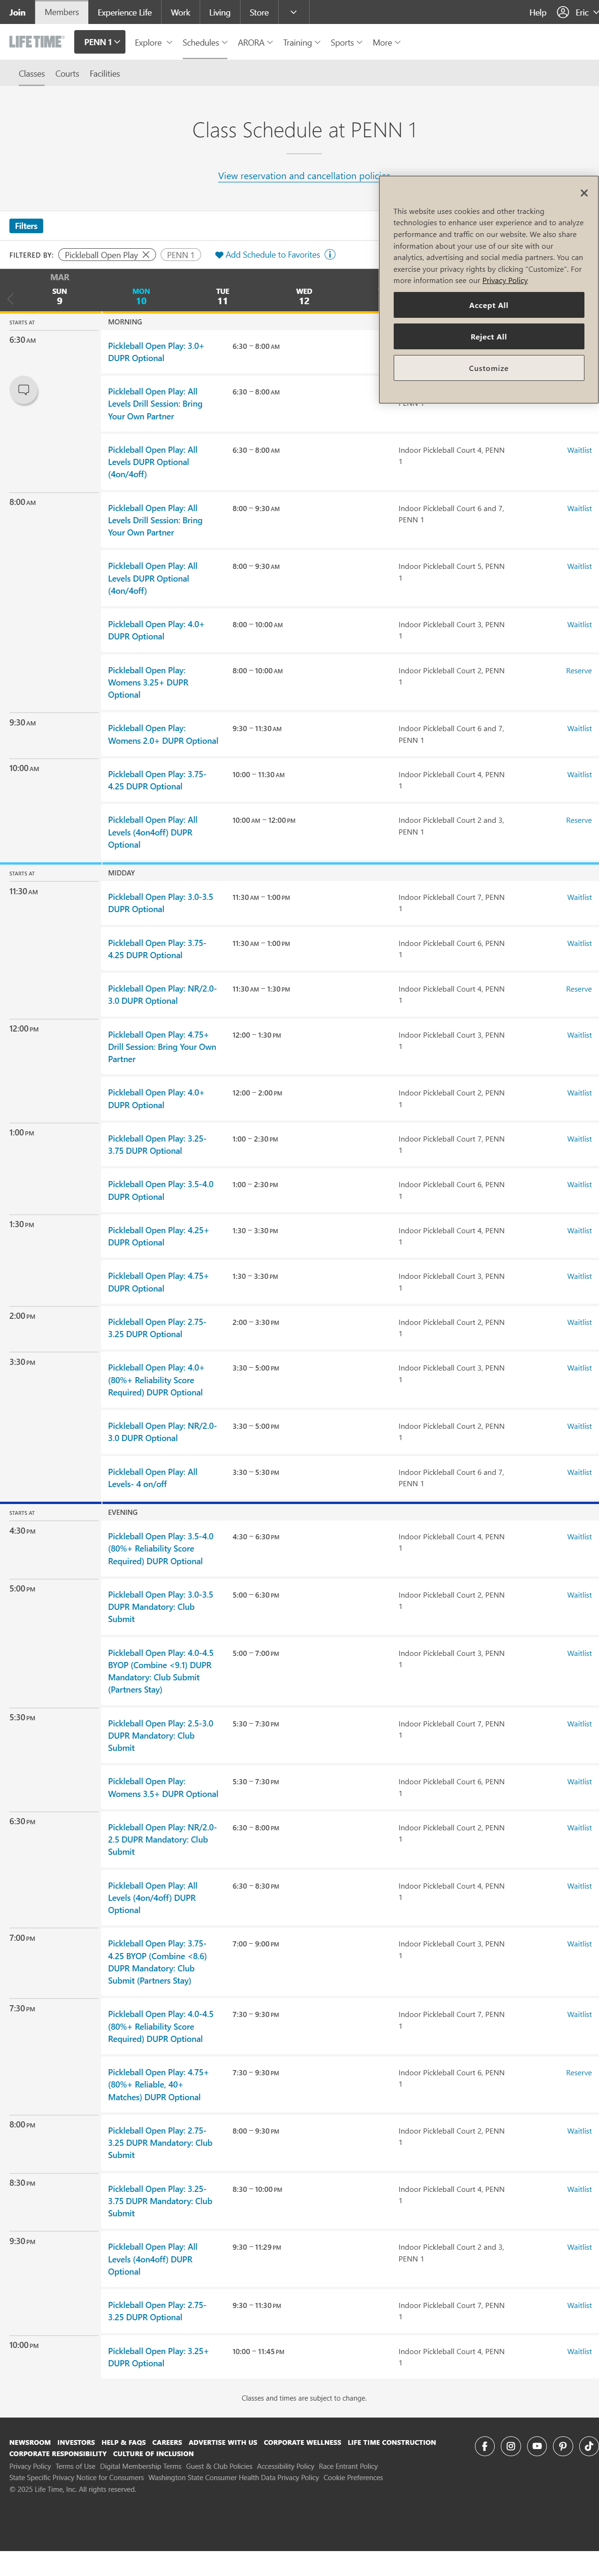 Join Members Experience Life Work Living Store Help Eric
LIFE TIME PENN 1 Explore Schedules ARORA Training Sports More
Classes Courts Facilities
Class Schedule at PENN 1
View reservation and cancellation policies
This website uses cookies and other tracking
technologies to enhance user experience and to analyze
performance and traffic on our website. We also share
information about your use of our site with our
analytics, advertising and social media partners. You can
exercise your privacy rights by clicking "Customize". For
more information see our Privacy Policy
Accept All
Reject All
Customize
Filters
FILTERED BY: Pickleball Open Play PENN 1 Add Schedule to Favorites
MAR
SUN MON TUE WED
9 10 11 12
STARTS AT MORNING
6:30 AM
Pickleball Open Play: 3.0+ 6:30 – 8:00 AM
DUPR Optional
Pickleball Open Play: All 6:30 – 8:00 AM
Levels Drill Session: Bring PENN 1
Your Own Partner
Pickleball Open Play: All 6:30 – 8:00 AM Indoor Pickleball Court 4, PENN Waitlist
Levels DUPR Optional 1
(4on/4off)
8:00 AM Pickleball Open Play: All 8:00 – 9:30 AM Indoor Pickleball Court 6 and 7, Waitlist
Levels Drill Session: Bring PENN 1
Your Own Partner
Pickleball Open Play: All 8:00 – 9:30 AM Indoor Pickleball Court 5, PENN Waitlist
Levels DUPR Optional 1
(4on/4off)
Pickleball Open Play: 4.0+ 8:00 – 10:00 AM Indoor Pickleball Court 3, PENN Waitlist
DUPR Optional 1
Pickleball Open Play: 8:00 – 10:00 AM Indoor Pickleball Court 2, PENN Reserve
Womens 3.25+ DUPR 1
Optional
9:30 AM Pickleball Open Play: 9:30 – 11:30 AM Indoor Pickleball Court 6 and 7, Waitlist
Womens 2.0+ DUPR Optional PENN 1
10:00 AM Pickleball Open Play: 3.75- 10:00 – 11:30 AM Indoor Pickleball Court 4, PENN Waitlist
4.25 DUPR Optional 1
Pickleball Open Play: All 10:00 AM – 12:00 PM Indoor Pickleball Court 2 and 3, Reserve
Levels (4on4off) DUPR PENN 1
Optional
STARTS AT MIDDAY
11:30 AM Pickleball Open Play: 3.0-3.5 11:30 AM – 1:00 PM Indoor Pickleball Court 7, PENN Waitlist
DUPR Optional 1
Pickleball Open Play: 3.75- 11:30 AM – 1:00 PM Indoor Pickleball Court 6, PENN Waitlist
4.25 DUPR Optional 1
Pickleball Open Play: NR/2.0- 11:30 AM – 1:30 PM Indoor Pickleball Court 4, PENN Reserve
3.0 DUPR Optional 1
12:00 PM Pickleball Open Play: 4.75+ 12:00 – 1:30 PM Indoor Pickleball Court 3, PENN Waitlist
Drill Session: Bring Your Own 1
Partner
Pickleball Open Play: 4.0+ 12:00 – 2:00 PM Indoor Pickleball Court 2, PENN Waitlist
DUPR Optional 1
1:00 PM Pickleball Open Play: 3.25- 1:00 – 2:30 PM Indoor Pickleball Court 7, PENN Waitlist
3.75 DUPR Optional 1
Pickleball Open Play: 3.5-4.0 1:00 – 2:30 PM Indoor Pickleball Court 6, PENN Waitlist
DUPR Optional 1
1:30 PM Pickleball Open Play: 4.25+ 1:30 – 3:30 PM Indoor Pickleball Court 4, PENN Waitlist
DUPR Optional 1
Pickleball Open Play: 4.75+ 1:30 – 3:30 PM Indoor Pickleball Court 3, PENN Waitlist
DUPR Optional 1
2:00 PM Pickleball Open Play: 2.75- 2:00 – 3:30 PM Indoor Pickleball Court 2, PENN Waitlist
3.25 DUPR Optional 1
3:30 PM Pickleball Open Play: 4.0+ 3:30 – 5:00 PM Indoor Pickleball Court 3, PENN Waitlist
(80%+ Reliability Score 1
Required) DUPR Optional
Pickleball Open Play: NR/2.0- 3:30 – 5:00 PM Indoor Pickleball Court 2, PENN Waitlist
3.0 DUPR Optional 1
Pickleball Open Play: All 3:30 – 5:30 PM Indoor Pickleball Court 6 and 7, Waitlist
Levels- 4 on/off PENN 1
STARTS AT EVENING
4:30 PM Pickleball Open Play: 3.5-4.0 4:30 – 6:30 PM Indoor Pickleball Court 4, PENN Waitlist
(80%+ Reliability Score 1
Required) DUPR Optional
5:00 PM Pickleball Open Play: 3.0-3.5 5:00 – 6:30 PM Indoor Pickleball Court 2, PENN Waitlist
DUPR Mandatory: Club 1
Submit
Pickleball Open Play: 4.0-4.5 5:00 – 7:00 PM Indoor Pickleball Court 3, PENN Waitlist
BYOP (Combine <9.1) DUPR 1
Mandatory: Club Submit
(Partners Stay)
5:30 PM Pickleball Open Play: 2.5-3.0 5:30 – 7:30 PM Indoor Pickleball Court 7, PENN Waitlist
DUPR Mandatory: Club 1
Submit
Pickleball Open Play: 5:30 – 7:30 PM Indoor Pickleball Court 6, PENN Waitlist
Womens 3.5+ DUPR Optional 1
6:30 PM Pickleball Open Play: NR/2.0- 6:30 – 8:00 PM Indoor Pickleball Court 2, PENN Waitlist
2.5 DUPR Mandatory: Club 1
Submit
Pickleball Open Play: All 6:30 – 8:30 PM Indoor Pickleball Court 4, PENN Waitlist
Levels (4on/4off) DUPR 1
Optional
7:00 PM Pickleball Open Play: 3.75- 7:00 – 9:00 PM Indoor Pickleball Court 3, PENN Waitlist
4.25 BYOP (Combine <8.6) 1
DUPR Mandatory: Club
Submit (Partners Stay)
7:30 PM Pickleball Open Play: 4.0-4.5 7:30 – 9:30 PM Indoor Pickleball Court 7, PENN Waitlist
(80%+ Reliability Score 1
Required) DUPR Optional
Pickleball Open Play: 4.75+ 7:30 – 9:30 PM Indoor Pickleball Court 6, PENN Reserve
(80%+ Reliable, 40+ 1
Matches) DUPR Optional
8:00 PM Pickleball Open Play: 2.75- 8:00 – 9:30 PM Indoor Pickleball Court 2, PENN Waitlist
3.25 DUPR Mandatory: Club 1
Submit
8:30 PM Pickleball Open Play: 3.25- 8:30 – 10:00 PM Indoor Pickleball Court 4, PENN Waitlist
3.75 DUPR Mandatory: Club 1
Submit
9:30 PM Pickleball Open Play: All 9:30 – 11:29 PM Indoor Pickleball Court 2 and 3, Waitlist
Levels (4on4off) DUPR PENN 1
Optional
Pickleball Open Play: 2.75- 9:30 – 11:30 PM Indoor Pickleball Court 7, PENN Waitlist
3.25 DUPR Optional 1
10:00 PM Pickleball Open Play: 3.25+ 10:00 – 11:45 PM Indoor Pickleball Court 4, PENN Waitlist
DUPR Optional 1
Classes and times are subject to change.
NEWSROOM INVESTORS HELP & FAQS CAREERS ADVERTISE WITH US CORPORATE WELLNESS LIFE TIME CONSTRUCTION
CORPORATE RESPONSIBILITY CULTURE OF INCLUSION
Privacy Policy Terms of Use Digital Membership Terms Guest & Club Policies Accessibility Policy Race Entrant Policy
State Specific Privacy Notice for Consumers Washington State Consumer Health Data Privacy Policy Cookie Preferences
© 2025 Life Time, Inc. All rights reserved.